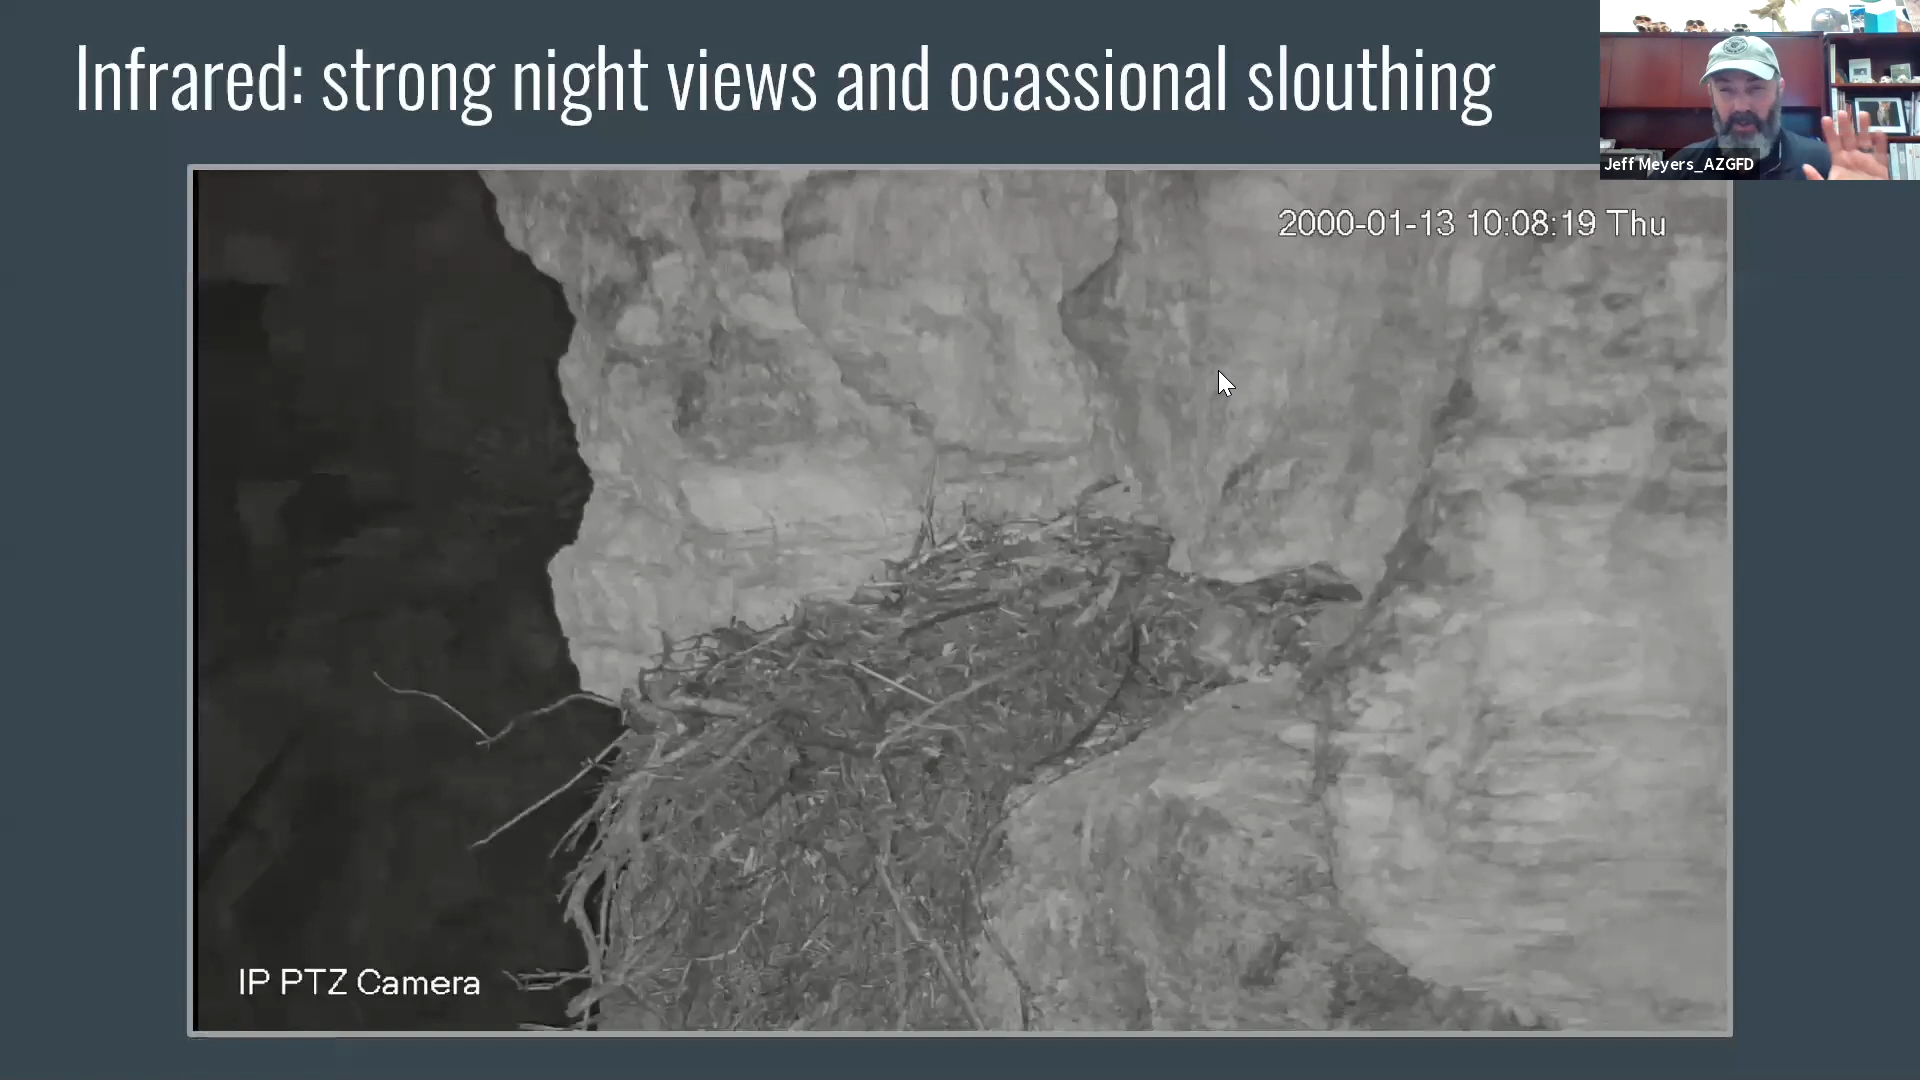 Infrared: strong night views and ocassional slouthing
Jeff Meyers_AZGFD
2000-01-13 10:08:19 Thu
IP PTZ Camera